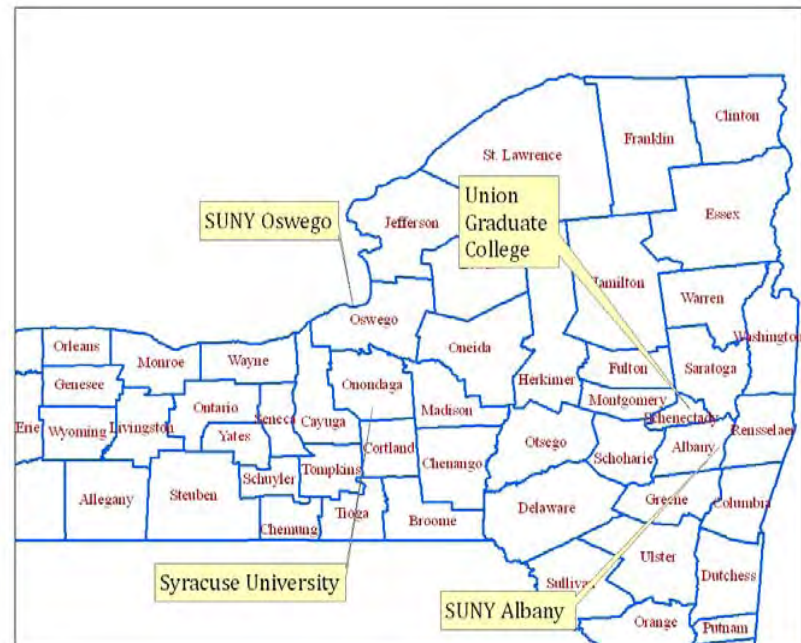 Clinton
Franklin
St. Lawrence
Union
Graduate
College
Essex
SUNY Oswego
Jefferson
Hamilton
Warren
Oswego
Washington
Orleans
Monroe
Wayne
Oneida
Saratoga
Genesee
Onondaga
Herkimer
Fulton
Montgomery
Ontario
Seneca
Cayuga
Madison
Schenectady
Erie
Wyoming
Livingston
Yates
Cortland
Otsego
Schoharie
Albany
Rensselaer
Tompkins
Chenango
Schuyler
Allegany
Steuben
Greene
Columbia
Delaware
Tioga
Broome
Chemung
Ulster
Syracuse University
Sullivan
Dutchess
SUNY Albany
Orange
Putnam